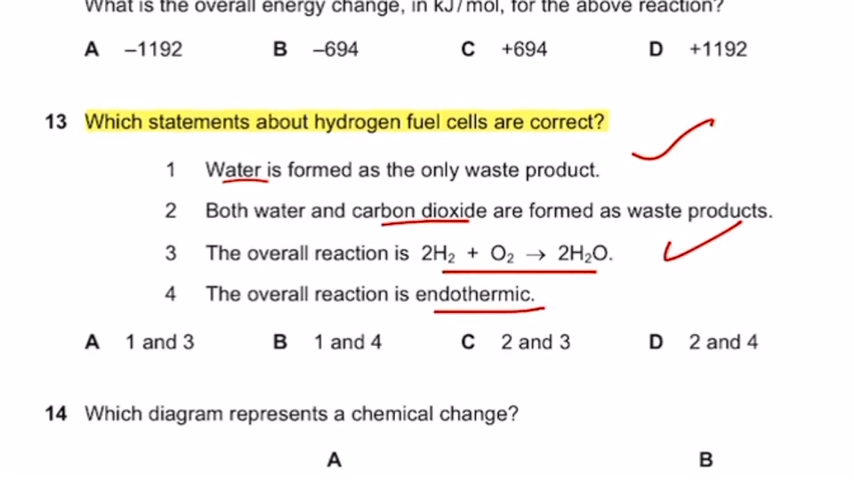 What is the overall energy change, in kJ/mol, for the above reaction?
A –1192 B –694 C +694 D +1192
13 Which statements about hydrogen fuel cells are correct?
1 Water is formed as the only waste product.
2 Both water and carbon dioxide are formed as waste products.
3 The overall reaction is 2H₂ + O₂ → 2H₂O.
4 The overall reaction is endothermic.
A 1 and 3 B 1 and 4 C 2 and 3 D 2 and 4
14 Which diagram represents a chemical change?
A B